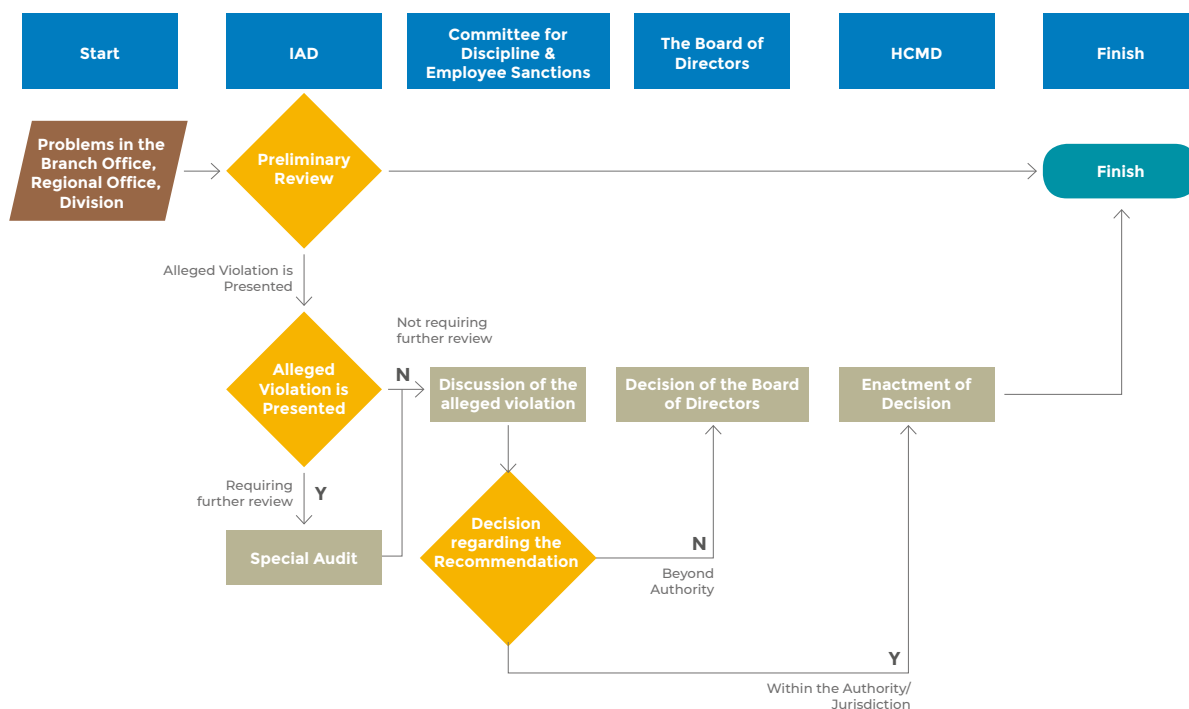 Start
IAD
Committee for
Discipline &
Employee Sanctions
The Board of
Directors
HCMD
Finish
Problems in the
Branch Office,
Regional Office,
Division
Preliminary
Review
Finish
Alleged Violation is
Presented
Not requiring
further review
Alleged
Violation is
Presented
N
Discussion of the
alleged violation
Decision of the Board
of Directors
Enactment of
Decision
Requiring
further review
Y
Special Audit
Decision
regarding the
Recommendation
N
Beyond
Authority
Y
Within the Authority/
Jurisdiction